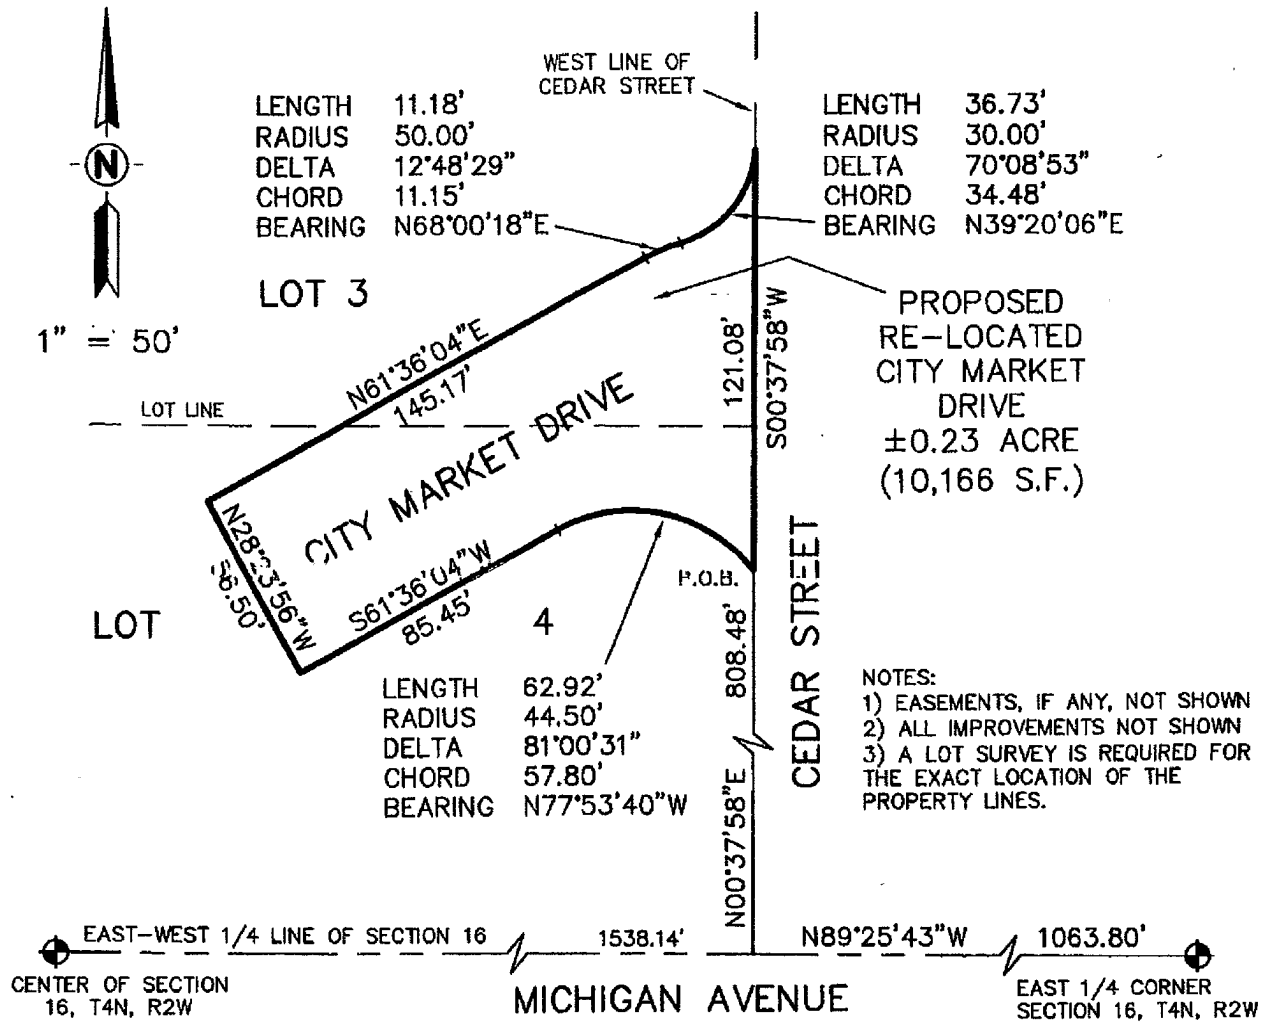 WEST LINE OF
CEDAR STREET
LENGTH 11.18'
RADIUS 50.00'
DELTA 12°48'29"
CHORD 11.15'
BEARING N68°00'18"E
LENGTH 36.73'
RADIUS 30.00'
DELTA 70°08'53"
CHORD 34.48'
BEARING N39°20'06"E
N
1" = 50'
LOT 3
PROPOSED
RE-LOCATED
CITY MARKET
DRIVE
±0.23 ACRE
(10,166 S.F.)
N61°36'04"E
145.17'
121.08'
S00°37'58"W
LOT LINE
CITY MARKET DRIVE
N28°23'56"W
56.50'
S61°36'04"W
85.45'
P.O.B.
LOT 4
808.48'
N00°37'58"E
CEDAR STREET
LENGTH 62.92'
RADIUS 44.50'
DELTA 81°00'31"
CHORD 57.80'
BEARING N77°53'40"W
NOTES:
1) EASEMENTS, IF ANY, NOT SHOWN
2) ALL IMPROVEMENTS NOT SHOWN
3) A LOT SURVEY IS REQUIRED FOR
THE EXACT LOCATION OF THE
PROPERTY LINES.
EAST-WEST 1/4 LINE OF SECTION 16
1538.14'
N89°25'43"W
1063.80'
CENTER OF SECTION
16, T4N, R2W
MICHIGAN AVENUE
EAST 1/4 CORNER
SECTION 16, T4N, R2W